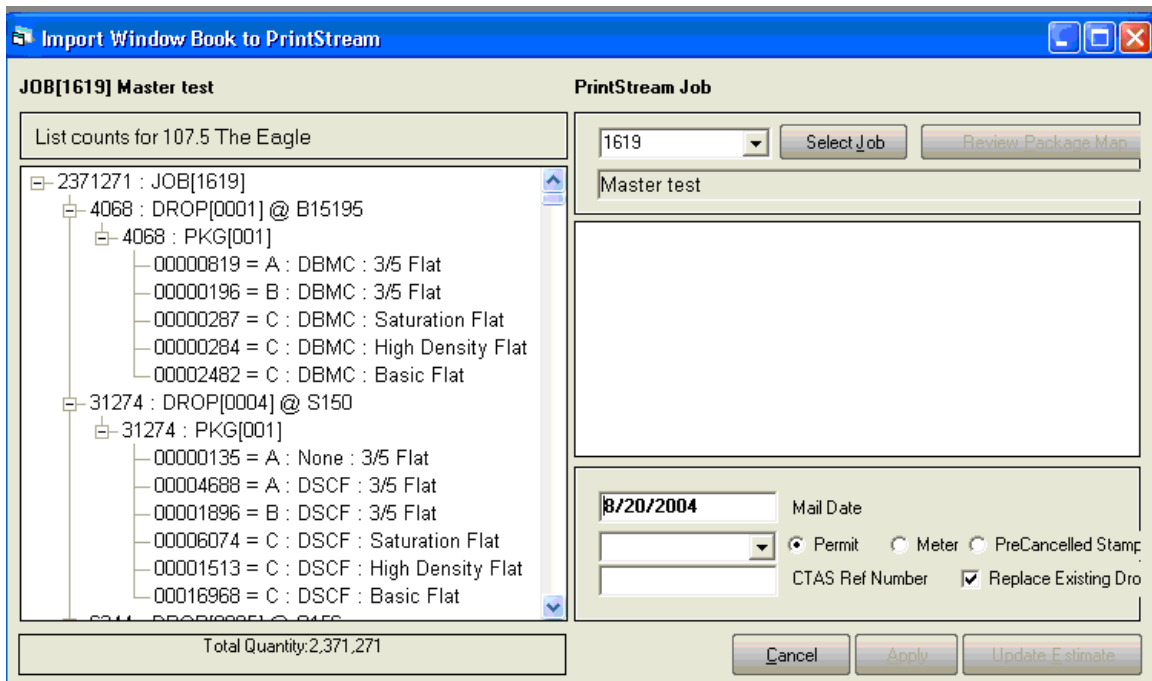 Import Window Book to PrintStream
JOB[1619] Master test
List counts for 107.5 The Eagle
2371271 : JOB[1619]
4068 : DROP[0001] @ B15195
4068 : PKG[001]
00000819 = A : DBMC : 3/5 Flat
00000196 = B : DBMC : 3/5 Flat
00000287 = C : DBMC : Saturation Flat
00000284 = C : DBMC : High Density Flat
00002482 = C : DBMC : Basic Flat
31274 : DROP[0004] @ S150
31274 : PKG[001]
00000135 = A : None : 3/5 Flat
00004688 = A : DSCF : 3/5 Flat
00001896 = B : DSCF : 3/5 Flat
00006074 = C : DSCF : Saturation Flat
00001513 = C : DSCF : High Density Flat
00016968 = C : DSCF : Basic Flat
Total Quantity:2,371,271
PrintStream Job
1619 Select Job Review Package Map
Master test
8/20/2004 Mail Date
Permit Meter PreCancelled Stamp
CTAS Ref Number Replace Existing Dro
Cancel Apply Update Estimate